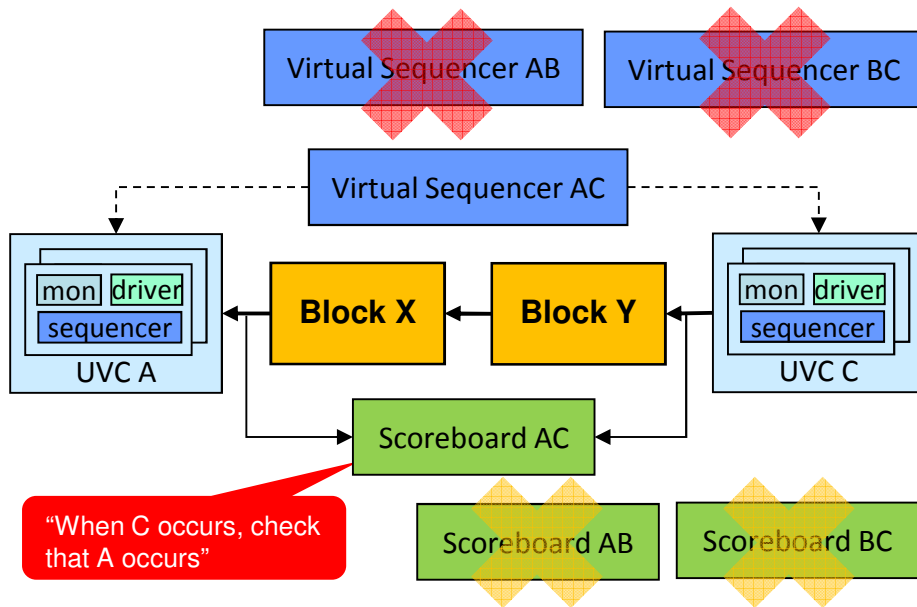 Virtual Sequencer AB
Virtual Sequencer BC
Virtual Sequencer AC
mon
driver
sequencer
UVC A
Block X
Block Y
mon
driver
sequencer
UVC C
Scoreboard AC
“When C occurs, check
that A occurs”
Scoreboard AB
Scoreboard BC